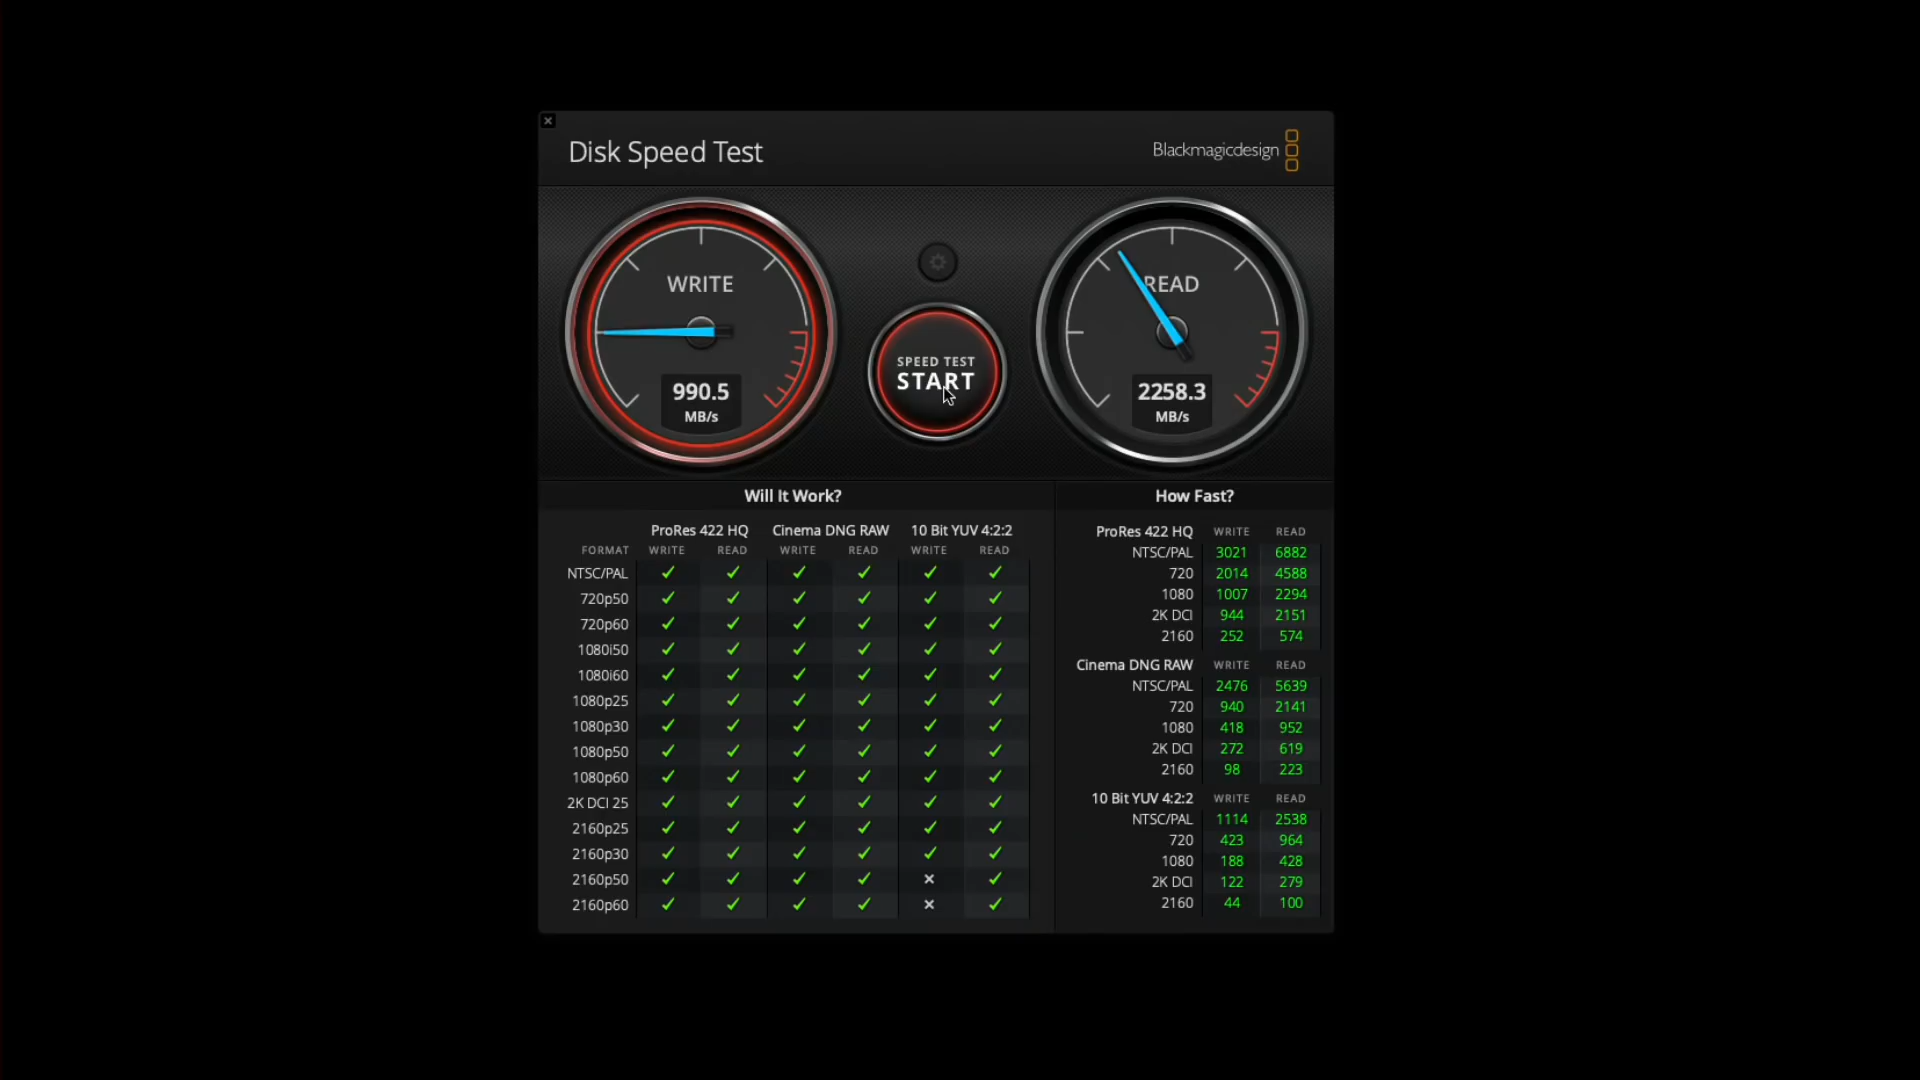 Disk Speed Test
Blackmagicdesign
WRITE
990.5
MB/s
SPEED TEST
START
READ
2258.3
MB/s
Will It Work?
ProRes 422 HQ Cinema DNG RAW 10 Bit YUV 4:2:2
FORMAT WRITE READ WRITE READ WRITE READ
NTSC/PAL ✓ ✓ ✓ ✓ ✓ ✓
720p50 ✓ ✓ ✓ ✓ ✓ ✓
720p60 ✓ ✓ ✓ ✓ ✓ ✓
1080i50 ✓ ✓ ✓ ✓ ✓ ✓
1080i60 ✓ ✓ ✓ ✓ ✓ ✓
1080p25 ✓ ✓ ✓ ✓ ✓ ✓
1080p30 ✓ ✓ ✓ ✓ ✓ ✓
1080p50 ✓ ✓ ✓ ✓ ✓ ✓
1080p60 ✓ ✓ ✓ ✓ ✓ ✓
2K DCI 25 ✓ ✓ ✓ ✓ ✓ ✓
2160p25 ✓ ✓ ✓ ✓ ✓ ✓
2160p30 ✓ ✓ ✓ ✓ ✓ ✓
2160p50 ✓ ✓ ✓ ✓ × ✓
2160p60 ✓ ✓ ✓ ✓ × ✓
How Fast?
ProRes 422 HQ WRITE READ
NTSC/PAL 3021 6882
720 2014 4588
1080 1007 2294
2K DCI 944 2151
2160 252 574
Cinema DNG RAW WRITE READ
NTSC/PAL 2476 5639
720 940 2141
1080 418 952
2K DCI 272 619
2160 98 223
10 Bit YUV 4:2:2 WRITE READ
NTSC/PAL 1114 2538
720 423 964
1080 188 428
2K DCI 122 279
2160 44 100